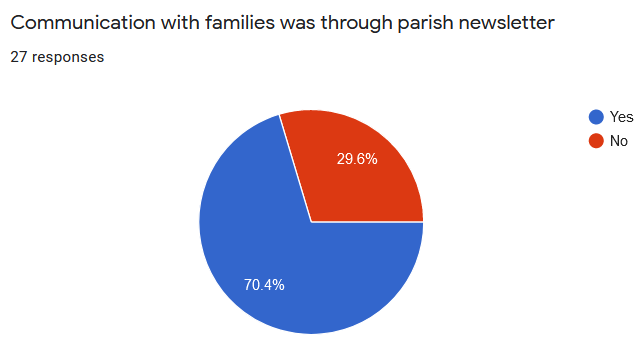 Communication with families was through parish newsletter
27 responses
Yes
No
29.6%
70.4%